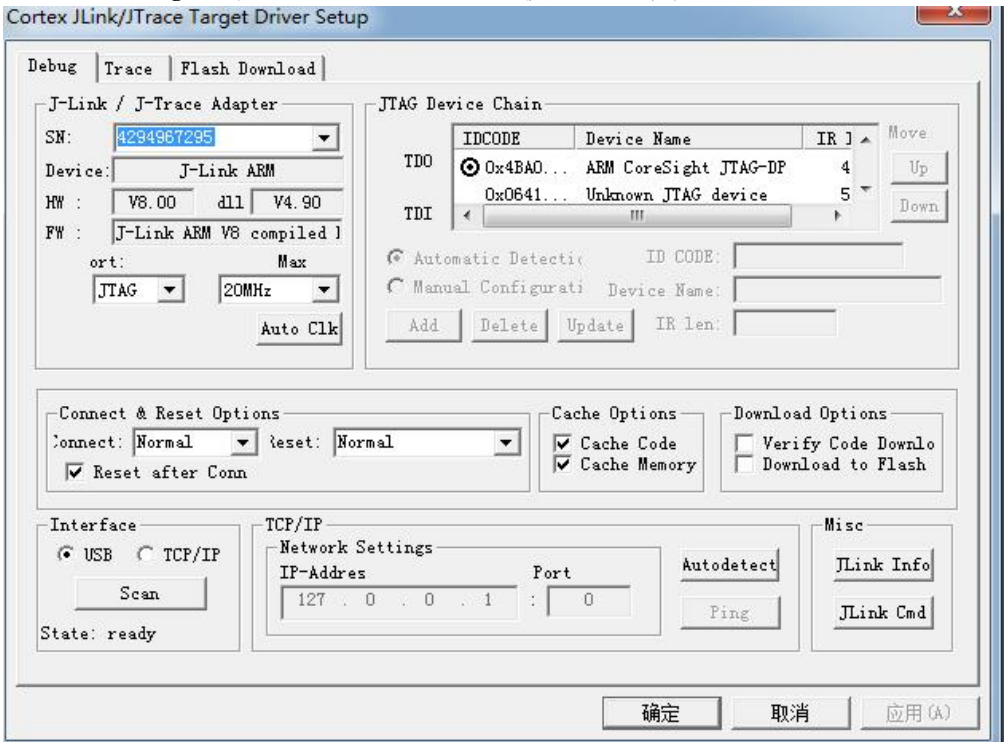 Cortex JLink/JTrace Target Driver Setup
Debug
Trace
Flash Download
J-Link / J-Trace Adapter
SN: 4294967295
Device: J-Link ARM
HW : V8.00 dll V4.90
FW : J-Link ARM V8 compiled
ort: Max
JTAG 20MHz
Auto Clk
JTAG Device Chain
IDCODE Device Name IR
TDO 0x4BA0... ARM CoreSight JTAG-DP 4
0x0641... Unknown JTAG device 5
TDI
Move
Up
Down
Automatic Detecti ID CODE:
Manual Configurati Device Name:
Add Delete Update IR len:
Connect & Reset Options
onnect: Normal eset: Normal
Reset after Conn
Cache Options
Cache Code
Cache Memory
Download Options
Verify Code Downlo
Download to Flash
Interface
USB TCP/IP
Scan
State: ready
TCP/IP
Network Settings
IP-Addres Port
127 . 0 . 0 . 1 : 0
Autodetect
Ping
Misc
JLink Info
JLink Cmd
确定 取消 应用(A)